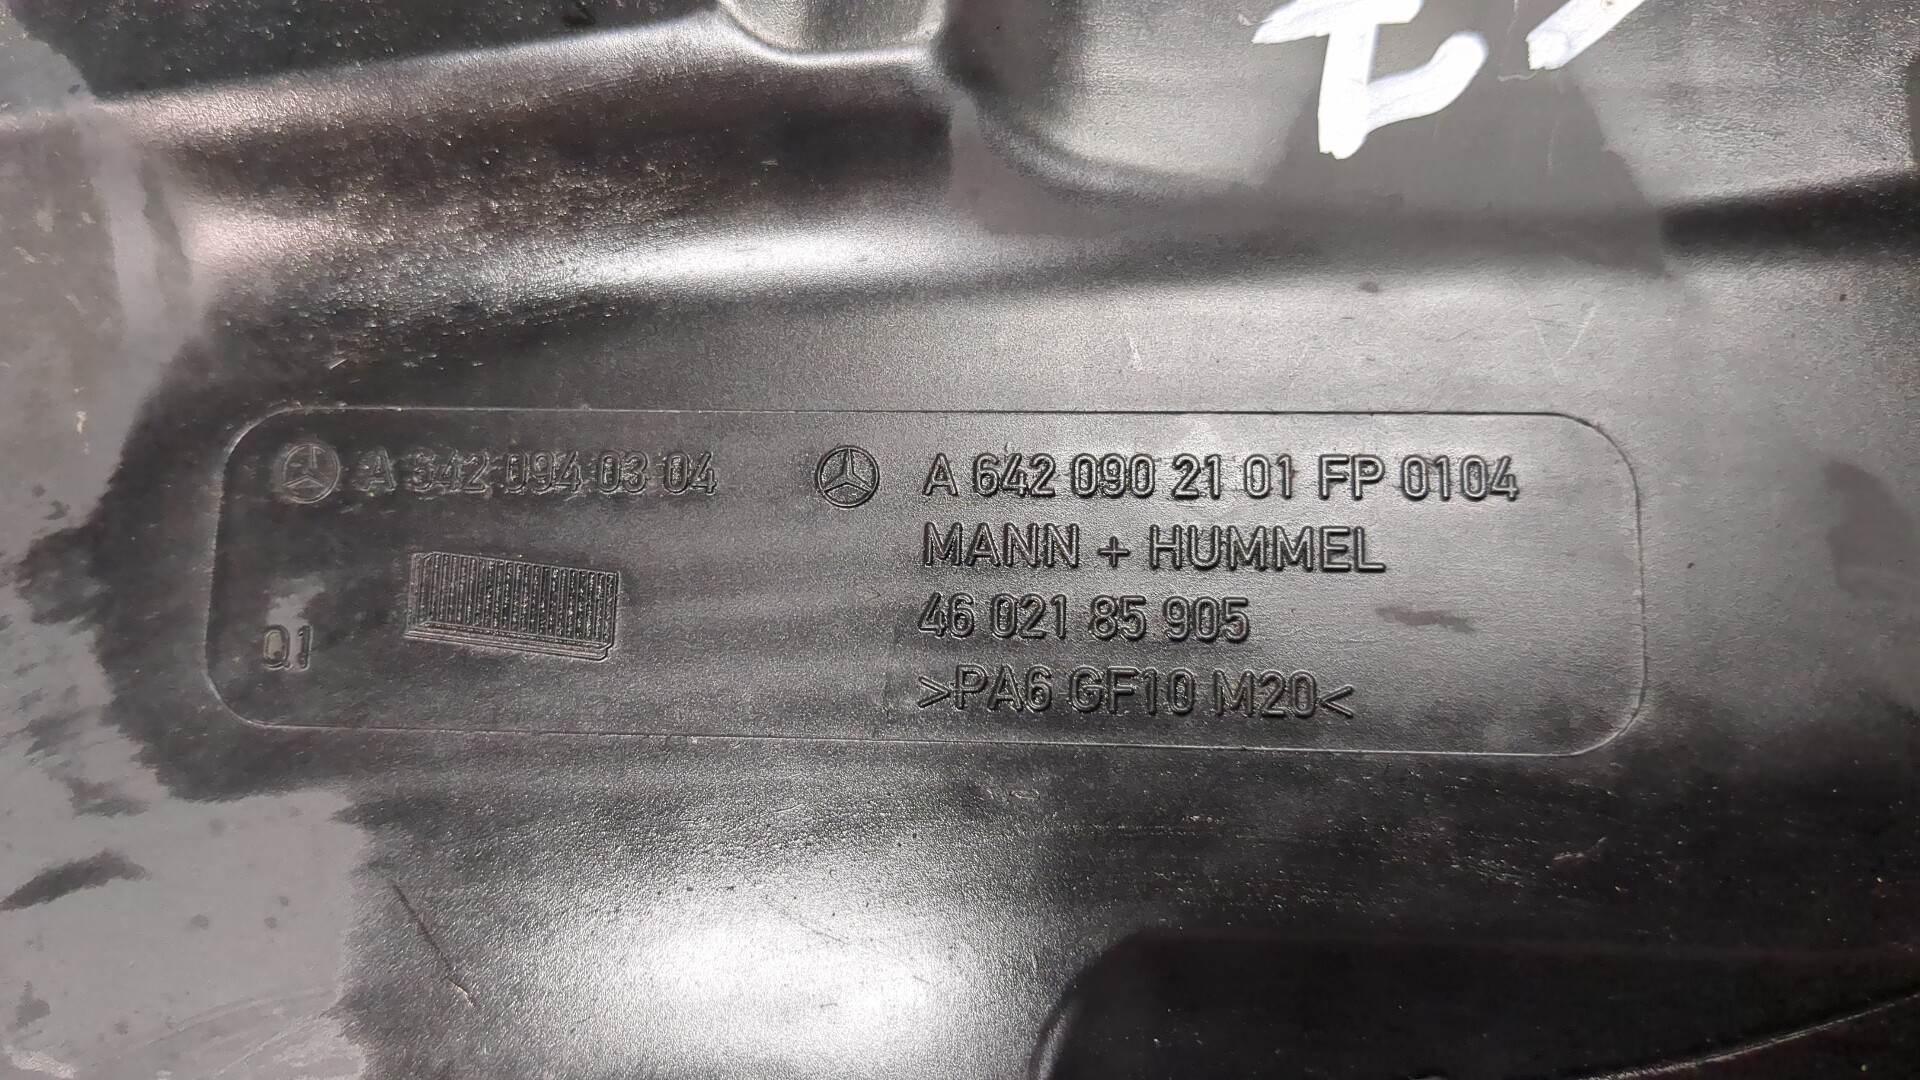 A 642 094 03 04
A 642 090 21 01 FP 0104
MANN + HUMMEL
46 021 85 905
>PA6 GF10 M20<
Q1